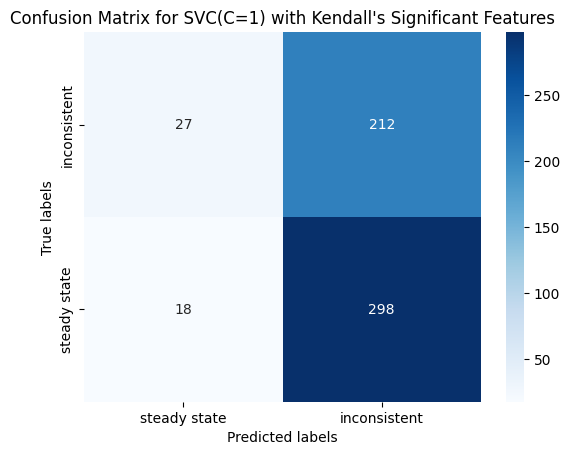 Confusion Matrix for SVC(C=1) with Kendall's Significant Features
True labels
inconsistent
27
212
steady state
18
298
steady state
inconsistent
Predicted labels
250
200
150
100
50